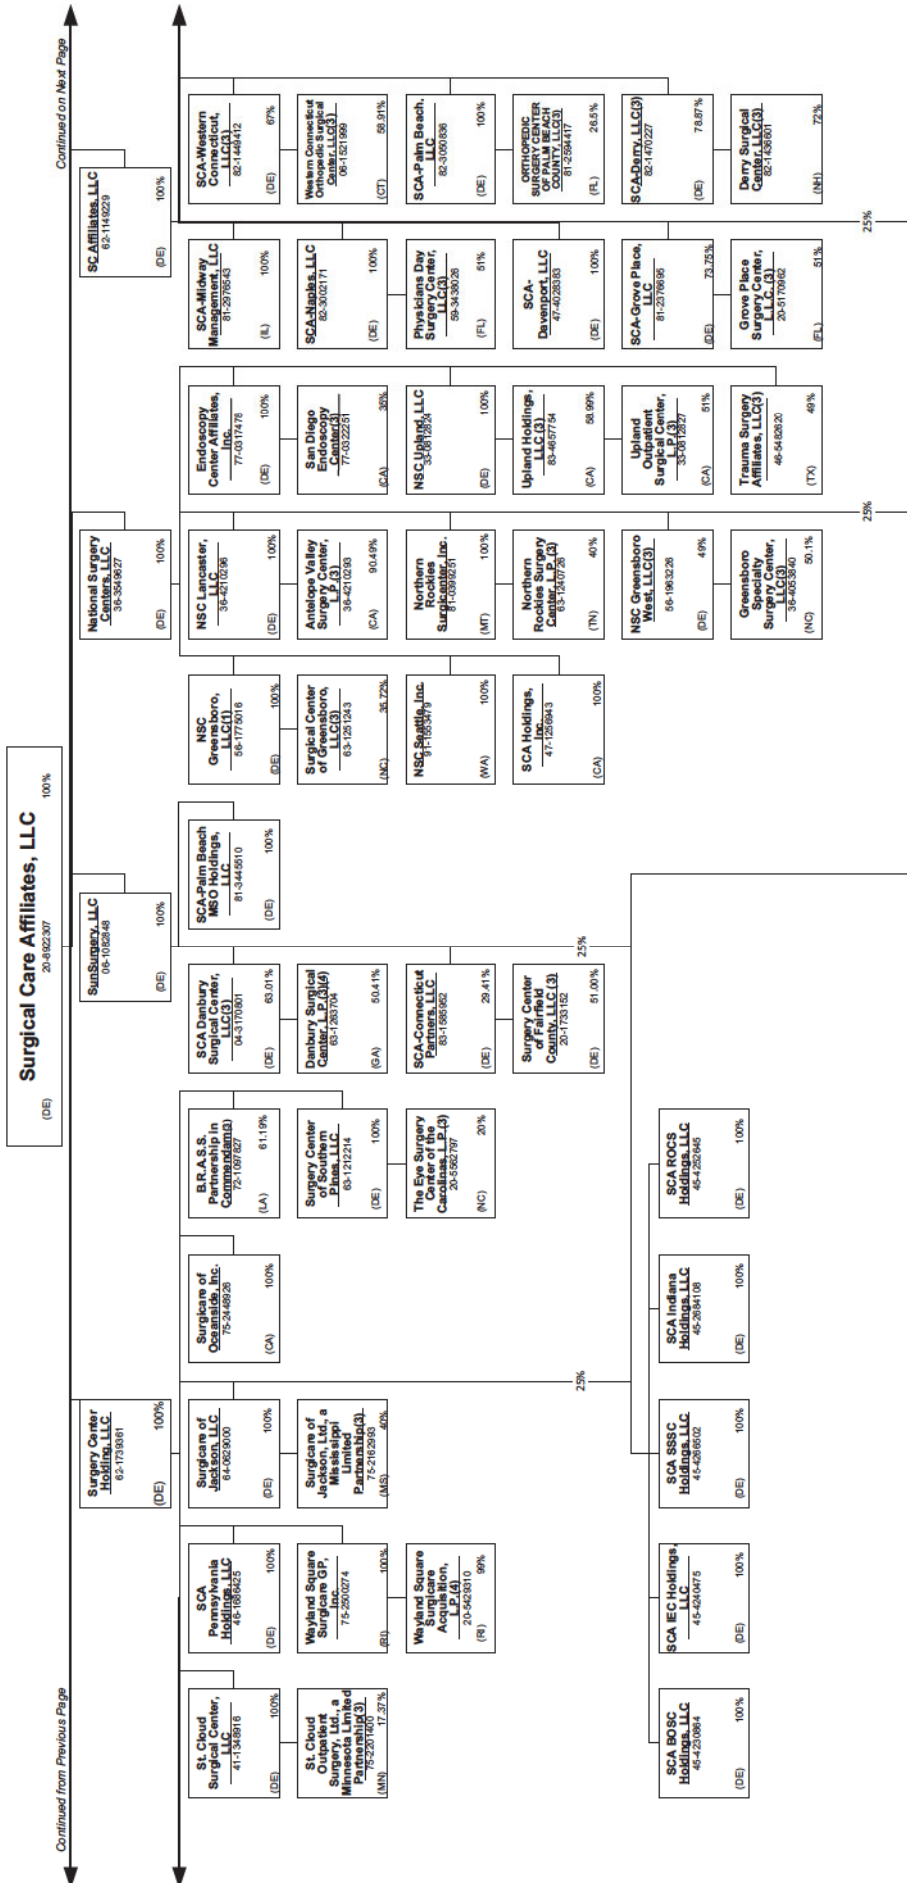 Continued from Previous Page
Continued on Next Page
Surgical Care Affiliates, LLC
20-8922307
(DE) 100%
Surgery Center
Holding, LLC
62-1739361
(DE) 100%
SunSurgery, LLC
06-1082848
(DE) 100%
National Surgery
Centers, LLC
36-3549627
(DE) 100%
SC Affiliates, LLC
62-1149229
(DE) 100%
St. Cloud
Surgical Center,
LLC
41-1348916
(DE) 100%
St. Cloud
Outpatient
Surgery, Ltd., a
Minnesota Limited
Partnership(3)
75-2201400
(MN) 17.37%
SCA
Pennsylvania
Holdings, LLC
46-1686425
(DE) 100%
Wayland Square
Surgicare GP,
Inc.
75-2500274
(RI) 100%
Wayland Square
Surgicare
Acquisition,
L.P.(4)
20-5429310
(RI) 99%
Surgicare of
Jackson, LLC
64-0829000
(DE) 100%
Surgicare of
Jackson, Ltd., a
Mississippi
Limited
Partnership(3)
75-2162993
(MS) 40%
Surgicare of
Oceanside, Inc.
75-2448926
(CA) 100%
B.R.A.S.S.
Partnership in
Commendam(3)
72-1097827
(LA) 61.19%
Surgery Center
of Southern
Pines, LLC
63-1212214
(DE) 100%
The Eye Surgery
Center of the
Carolinas, L.P.(3)
20-5562797
(NC) 20%
SCA Danbury
Surgical Center,
LLC(3)
04-3170801
(DE) 63.01%
Danbury Surgical
Center, L.P.(3)(4)
63-1263704
(GA) 50.41%
SCA-Connecticut
Partners, LLC
83-1585952
(DE) 29.41%
Surgery Center
of Fairfield
County, LLC (3)
20-1733152
(DE) 51.00%
SCA-Palm Beach
MSO Holdings,
LLC
81-3445510
(DE) 100%
NSC
Greensboro,
LLC(1)
56-1775016
(DE) 100%
Surgical Center
of Greensboro,
LLC(3)
63-1251243
(NC) 35.72%
NSC Seattle, Inc.
91-1553479
(WA) 100%
SCA Holdings,
Inc.
47-1256943
(CA) 100%
NSC Lancaster,
LLC
36-4210296
(DE) 100%
Antelope Valley
Surgery Center,
L.P.(3)
36-4210293
(CA) 90.49%
Northern
Rockies
Surgicenter, Inc.
81-0399251
(MT) 100%
Northern
Rockies Surgery
Center, L.P. (3)
63-1240726
(TN) 40%
NSC Greensboro
West, LLC(3)
56-1963226
(DE) 49%
Greensboro
Specialty
Surgery Center,
LLC(3)
36-4053640
(NC) 50.1%
Endoscopy
Center Affiliates,
Inc.
77-0317478
(DE) 100%
San Diego
Endoscopy
Center(3)
77-0322251
(CA) 35%
NSC Upland, LLC
33-0812824
(DE) 100%
Upland Holdings,
LLC (3)
83-4657754
(CA) 58.99%
Upland
Outpatient
Surgical Center,
L.P.(3)
33-0812827
(CA) 51%
Trauma Surgery
Affiliates, LLC(3)
46-5482620
(TX) 49%
SCA-Midway
Management, LLC
81-2976543
(IL) 100%
SCA-Naples, LLC
82-3002171
(DE) 100%
Physicians Day
Surgery Center,
LLC(3)
59-3438026
(FL) 51%
SCA-
Davenport, LLC
47-4028383
(DE) 100%
SCA-Grove Place,
LLC
81-2376695
(DE) 73.75%
Grove Place
Surgery Center,
L.L.C. (3)
20-5170962
(FL) 51%
SCA-Western
Connecticut,
LLC(3)
82-1449412
(DE) 67%
Western Connecticut
Orthopedic Surgical
Center, LLC(3)
06-1521999
(CT) 58.91%
SCA-Palm Beach,
LLC
82-3050836
(DE) 100%
ORTHOPEDIC
SURGERY CENTER
OF PALM BEACH
COUNTY, LLC(3)
81-2594417
(FL) 26.5%
SCA-Derry, LLC(3)
82-1470227
(DE) 78.87%
Derry Surgical
Center, LLC(3)
82-1436601
(NH) 72%
25%
25%
25%
25%
SCA BOSC
Holdings, LLC
45-4230864
(DE) 100%
SCA IEC Holdings,
LLC
45-4240475
(DE) 100%
SCA SSSC
Holdings, LLC
45-4266502
(DE) 100%
SCA Indiana
Holdings, LLC
45-2684108
(DE) 100%
SCA ROCS
Holdings, LLC
45-4252645
(DE) 100%